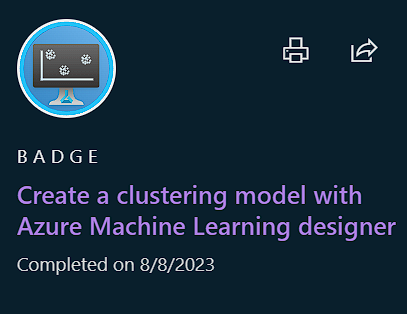 BADGE
Create a clustering model with
Azure Machine Learning designer
Completed on 8/8/2023